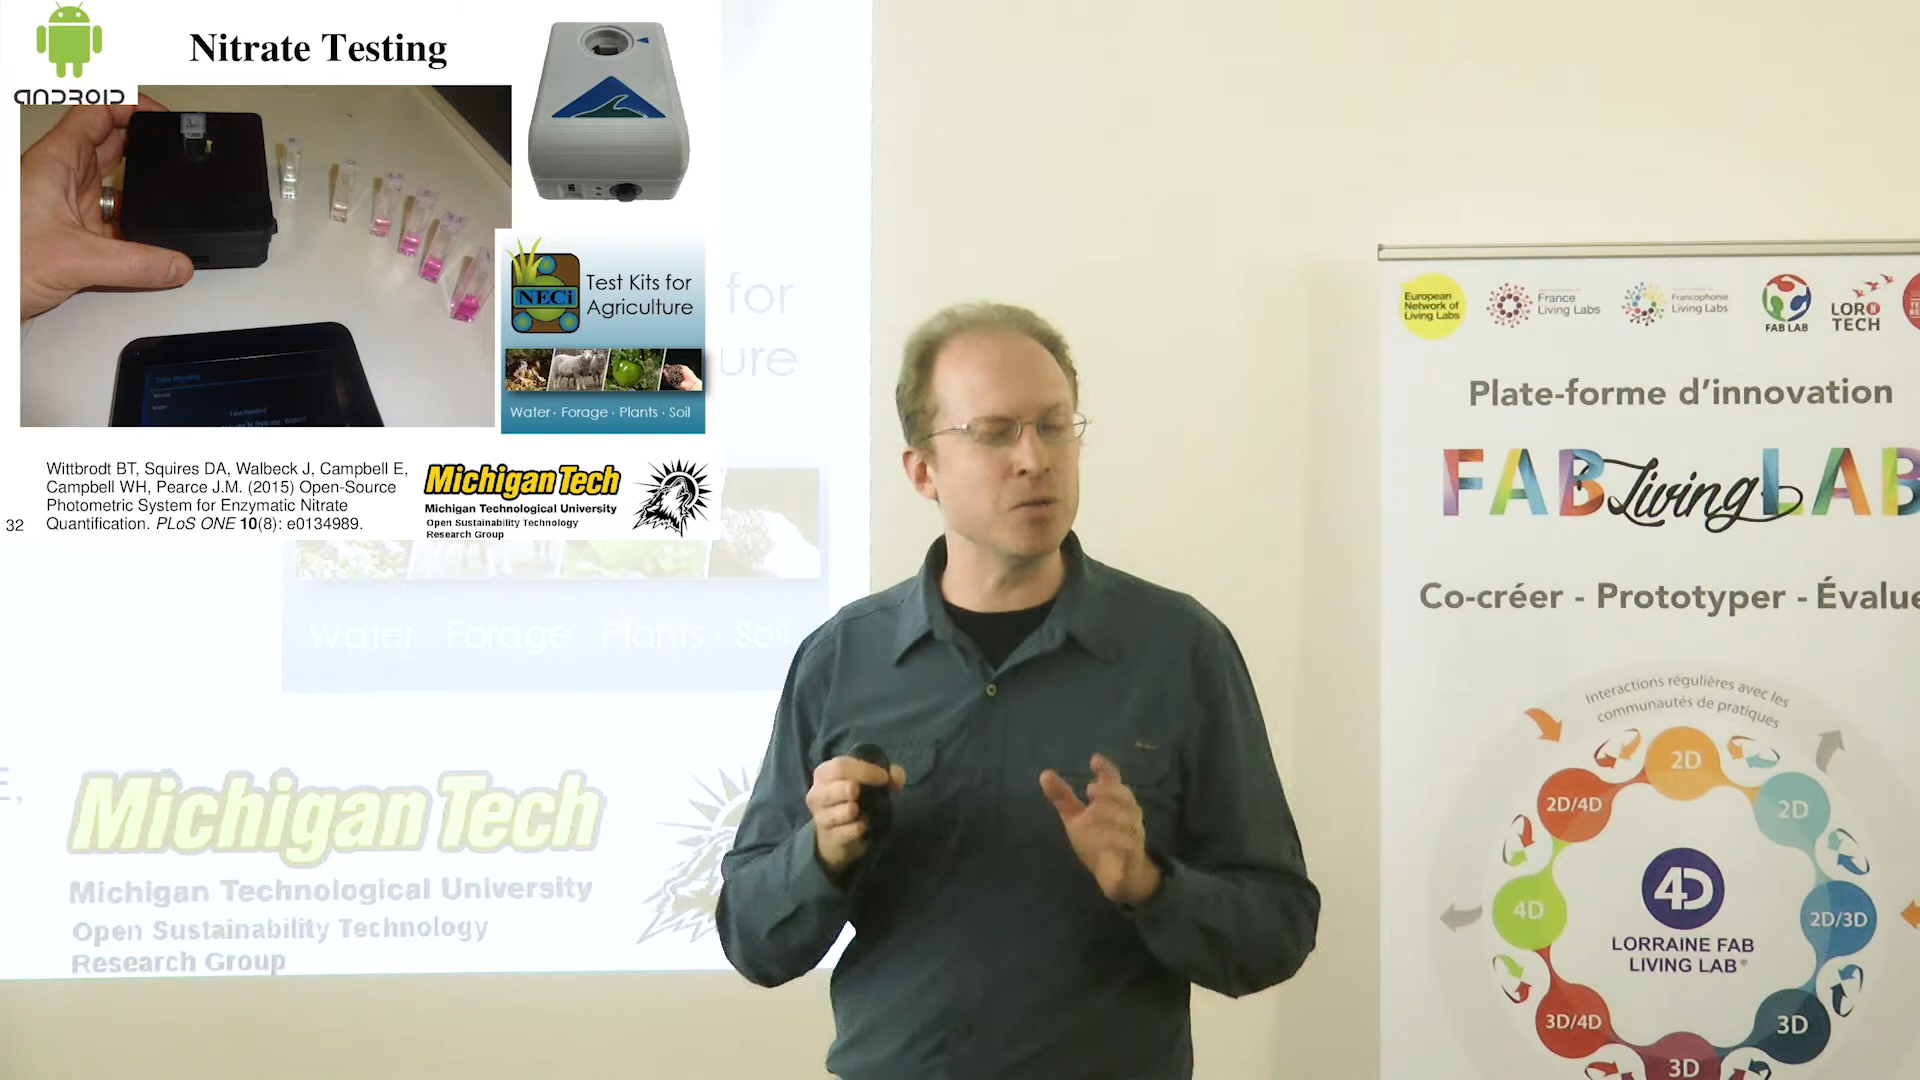 ANDROID
Nitrate Testing
NECi
Test Kits for
Agriculture
Water · Forage · Plants · Soil
Take Reading
Take Reading
Wittbrodt BT, Squires DA, Walbeck J, Campbell E,
Campbell WH, Pearce J.M. (2015) Open-Source
Photometric System for Enzymatic Nitrate
Quantification. PLoS ONE 10(8): e0134989.
32
Michigan Tech
Michigan Technological University
Open Sustainability Technology
Research Group
for
ure
Water · Forage · Plants · Soil
E,
Michigan Tech
Michigan Technological University
Open Sustainability Technology
Research Group
European
Network of
Living Labs
France
Living Labs
Francophonie
Living Labs
FAB LAB
LOR N
TECH
Plate-forme d'innovation
FAB Living LAB
Co-créer - Prototyper - Évalue
Interactions régulières avec les
communautés de pratiques
2D
2D
2D/3D
3D
3D
3D/4D
4D
2D/4D
4D
LORRAINE FAB
LIVING LAB®